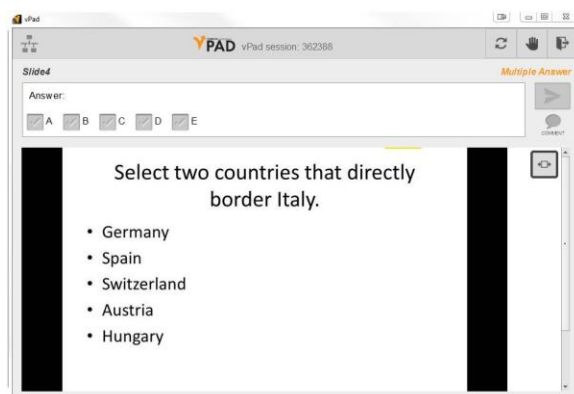 vPad
vPAD vPad session: 362388
Slide4 Multiple Answer
Answer:
A B C D E
COMMENT
Select two countries that directly
border Italy.
• Germany
• Spain
• Switzerland
• Austria
• Hungary